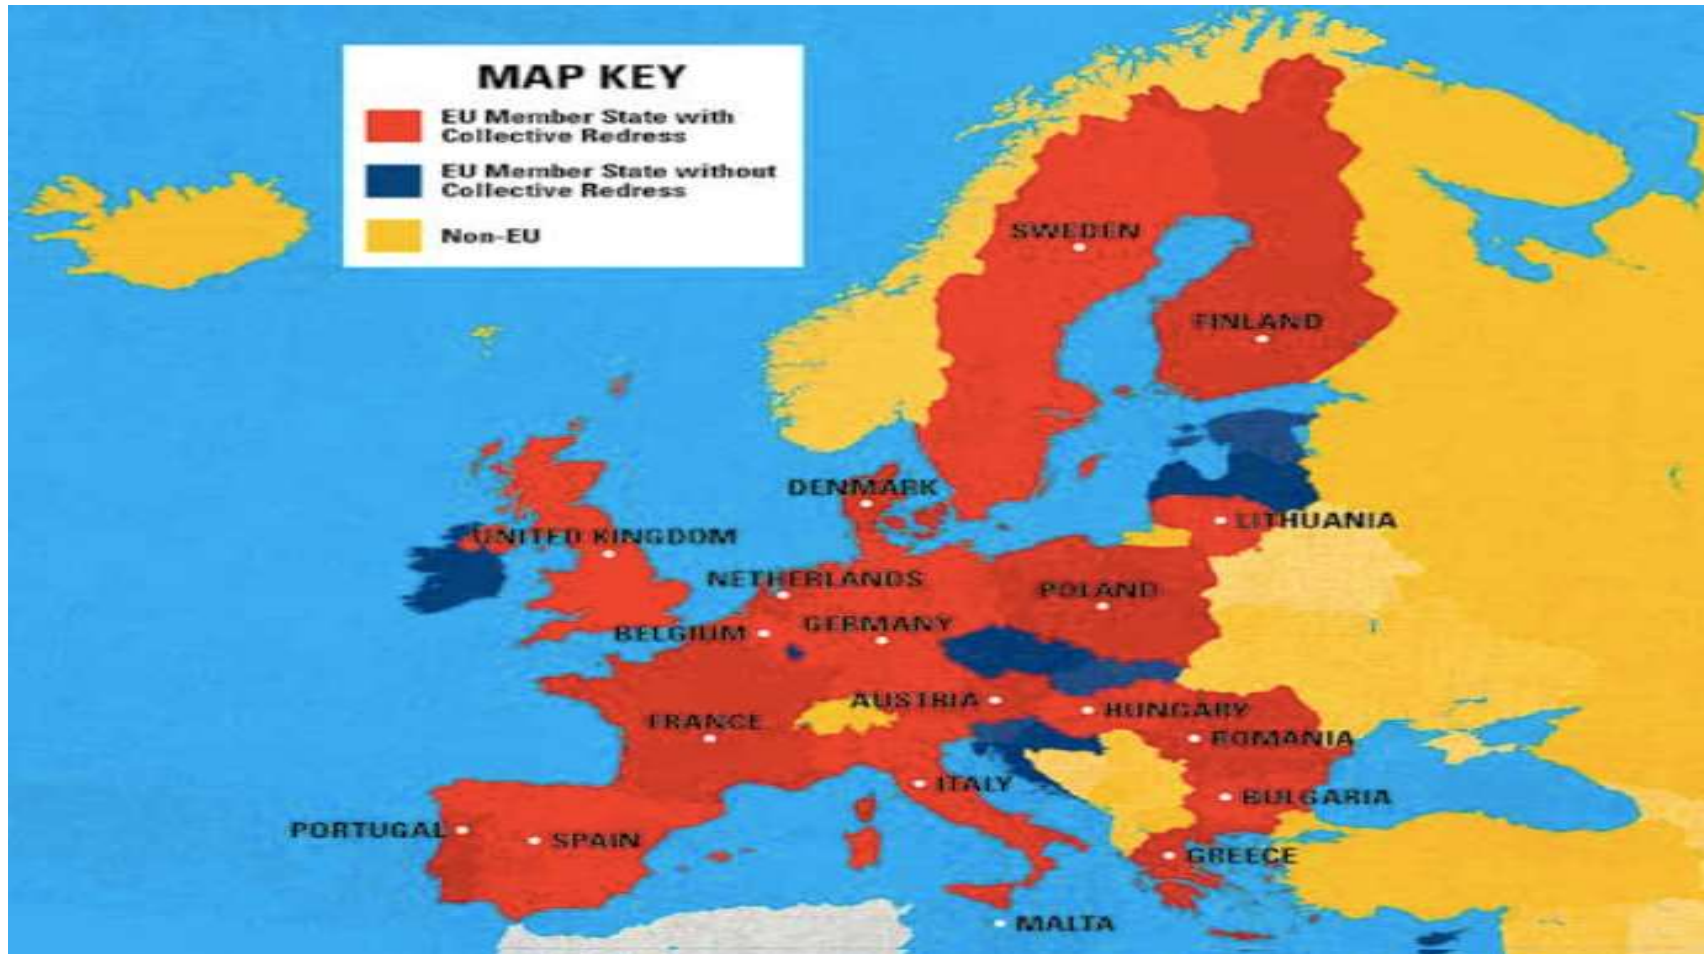 MAP KEY
EU Member State with
Collective Redress
EU Member State without
Collective Redress
Non-EU
SWEDEN
FINLAND
DENMARK
LITHUANIA
UNITED KINGDOM
NETHERLANDS
POLAND
BELGIUM
GERMANY
AUSTRIA
HUNGARY
FRANCE
ROMANIA
ITALY
BULGARIA
PORTUGAL
SPAIN
GREECE
MALTA